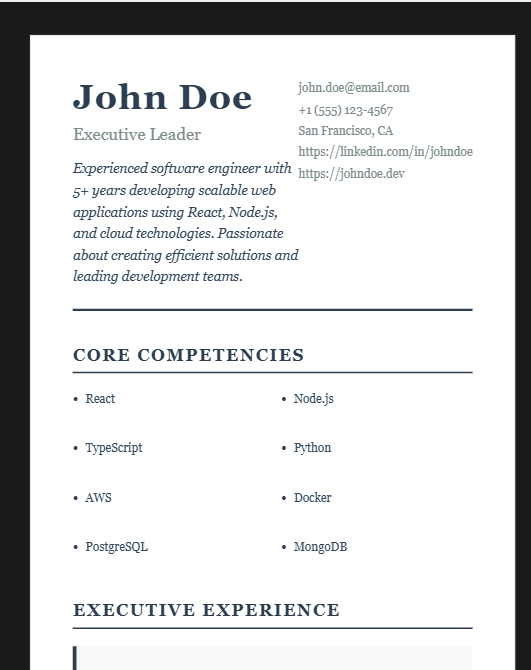 John Doe
Executive Leader
Experienced software engineer with
5+ years developing scalable web
applications using React, Node.js,
and cloud technologies. Passionate
about creating efficient solutions and
leading development teams.
john.doe@email.com
+1 (555) 123-4567
San Francisco, CA
https://linkedin.com/in/johndoe
https://johndoe.dev
CORE COMPETENCIES
• React
• Node.js
• TypeScript
• Python
• AWS
• Docker
• PostgreSQL
• MongoDB
EXECUTIVE EXPERIENCE